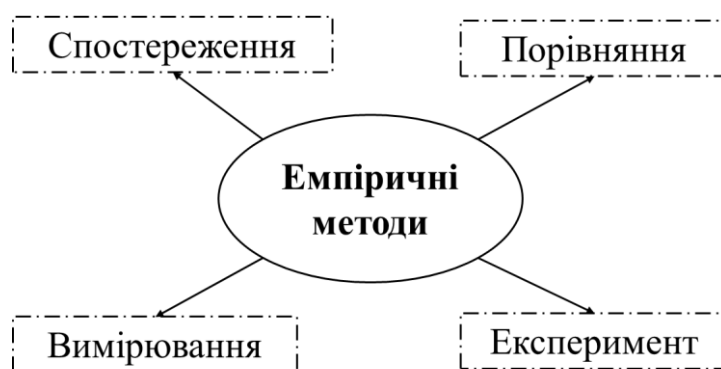 Спостереження
Порівняння
Емпіричні
методи
Вимірювання
Експеримент